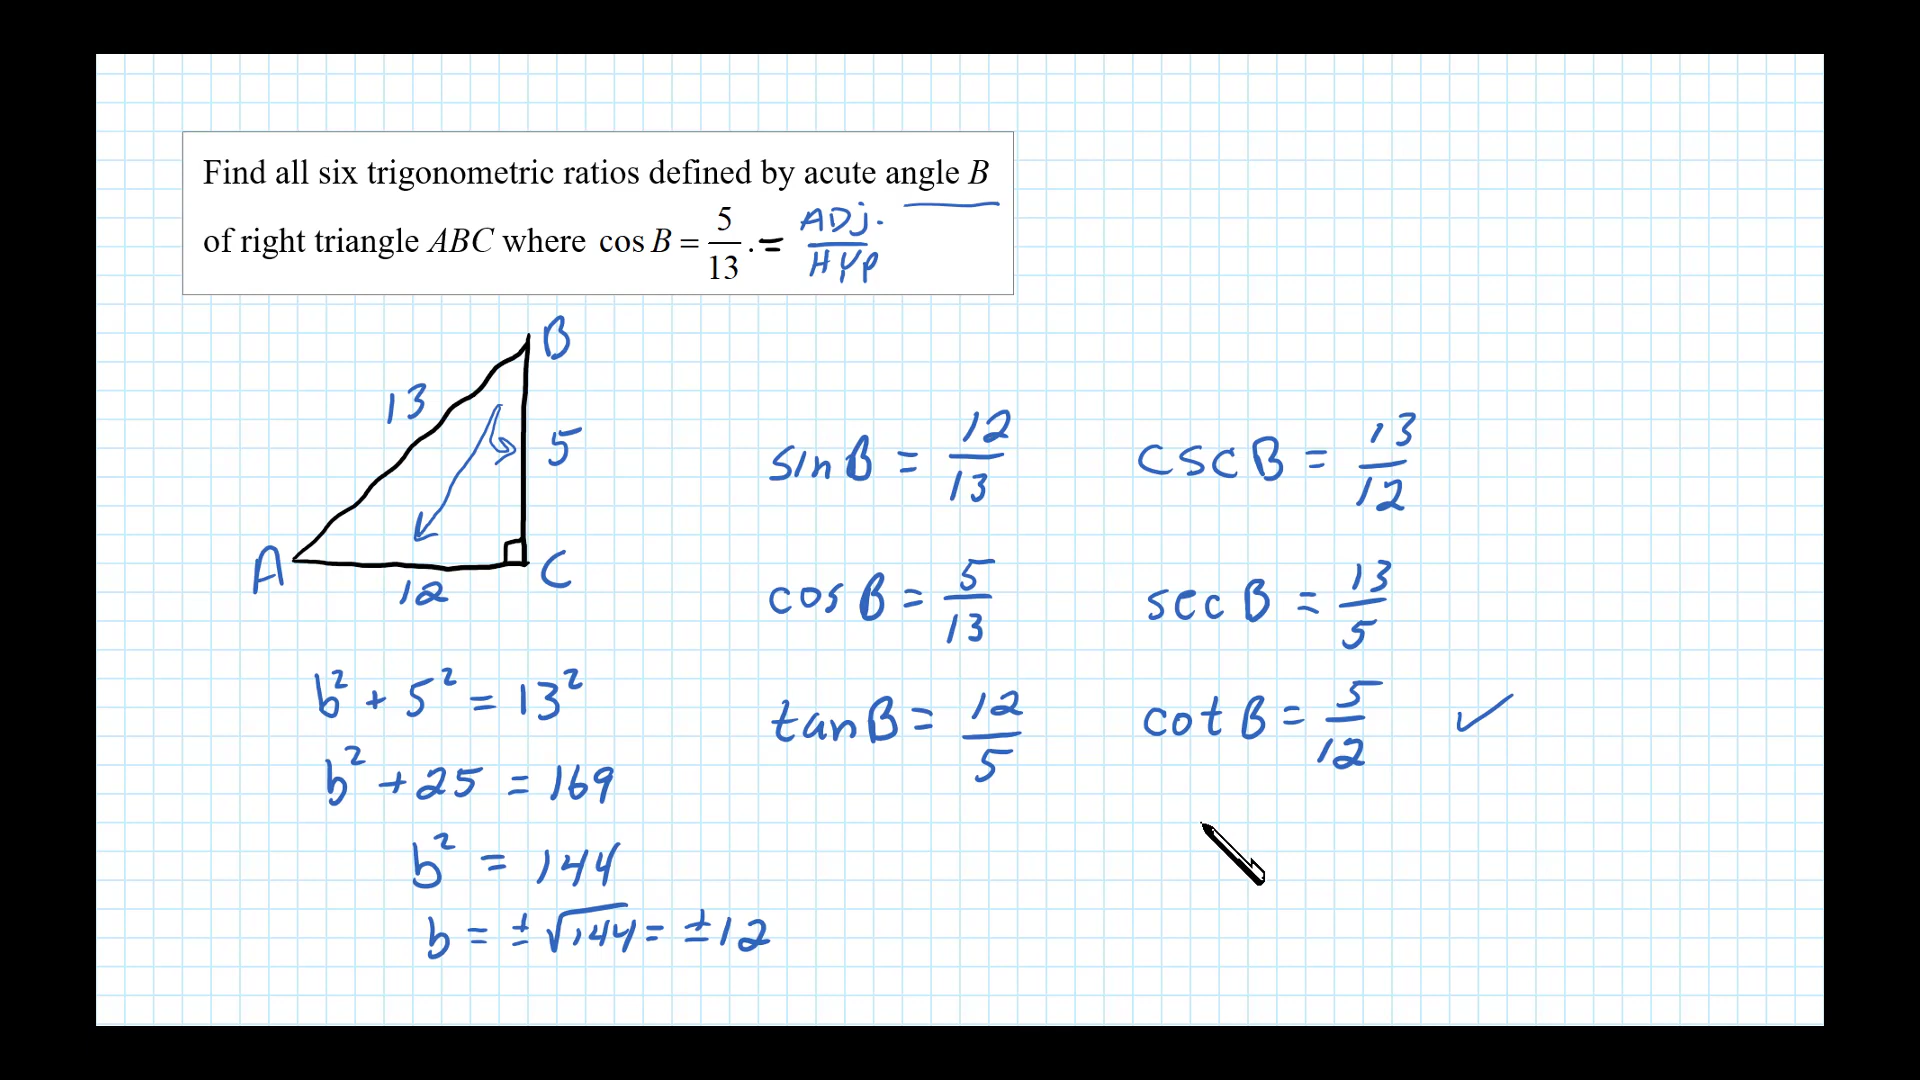 Find all six trigonometric ratios defined by acute angle B
of right triangle ABC where cos B = 5/13 . = ADj. / HYP
B
13
5
A
12
C
sin B = 12/13
csc B = 13/12
cos B = 5/13
sec B = 13/5
tan B = 12/5
cot B = 5/12 ✓
b² + 5² = 13²
b² + 25 = 169
b² = 144
b = ± √144 = ±12